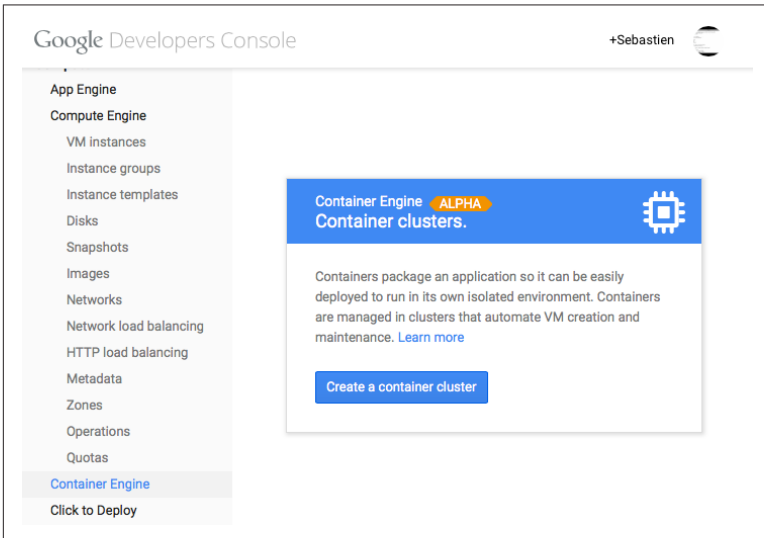 Google Developers Console
+Sebastien
App Engine
Compute Engine
VM instances
Instance groups
Instance templates
Disks
Snapshots
Images
Networks
Network load balancing
HTTP load balancing
Metadata
Zones
Operations
Quotas
Container Engine
Click to Deploy
Container Engine ALPHA
Container clusters.
Containers package an application so it can be easily
deployed to run in its own isolated environment. Containers
are managed in clusters that automate VM creation and
maintenance. Learn more
Create a container cluster